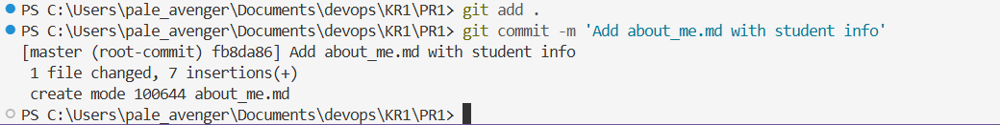 PS C:\Users\pale_avenger\Documents\devops\KR1\PR1> git add .
PS C:\Users\pale_avenger\Documents\devops\KR1\PR1> git commit -m 'Add about_me.md with student info'
[master (root-commit) fb8da86] Add about_me.md with student info
 1 file changed, 7 insertions(+)
 create mode 100644 about_me.md
PS C:\Users\pale_avenger\Documents\devops\KR1\PR1>